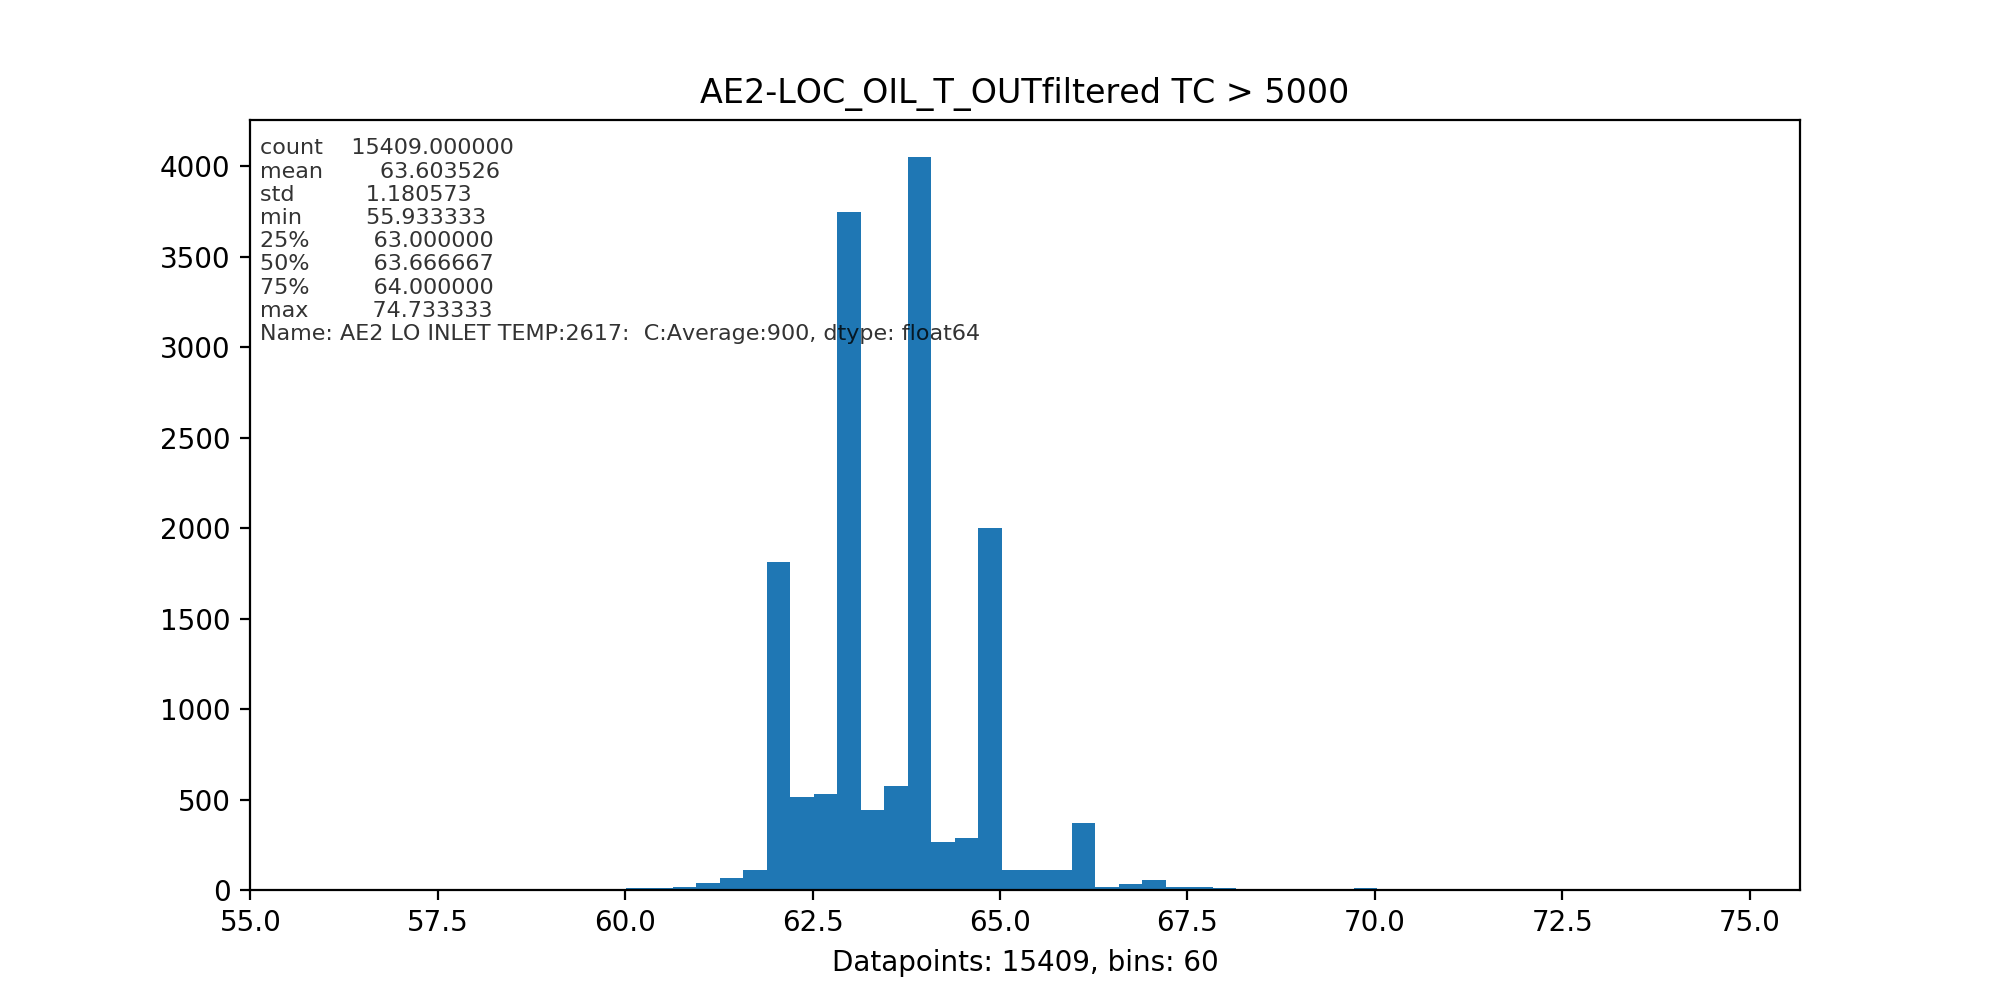 AE2-LOC_OIL_T_OUTfiltered TC > 5000
count 15409.000000
mean 63.603526
std 1.180573
min 55.933333
25% 63.000000
50% 63.666667
75% 64.000000
max 74.733333
Name: AE2 LO INLET TEMP:2617:  C:Average:900, dtype: float64
4000
3500
3000
2500
2000
1500
1000
500
0
55.0 57.5 60.0 62.5 65.0 67.5 70.0 72.5 75.0
Datapoints: 15409, bins: 60